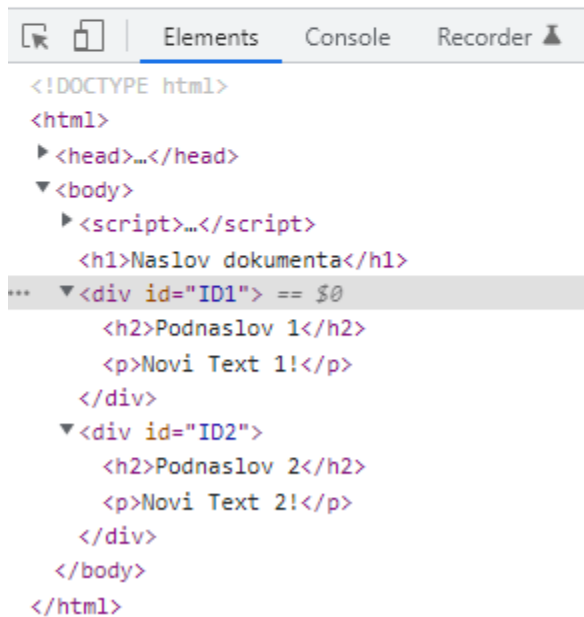 Elements Console Recorder
<!DOCTYPE html>
<html>
<head>…</head>
<body>
<script>…</script>
<h1>Naslov dokumenta</h1>
<div id="ID1"> == $0
<h2>Podnaslov 1</h2>
<p>Novi Text 1!</p>
</div>
<div id="ID2">
<h2>Podnaslov 2</h2>
<p>Novi Text 2!</p>
</div>
</body>
</html>